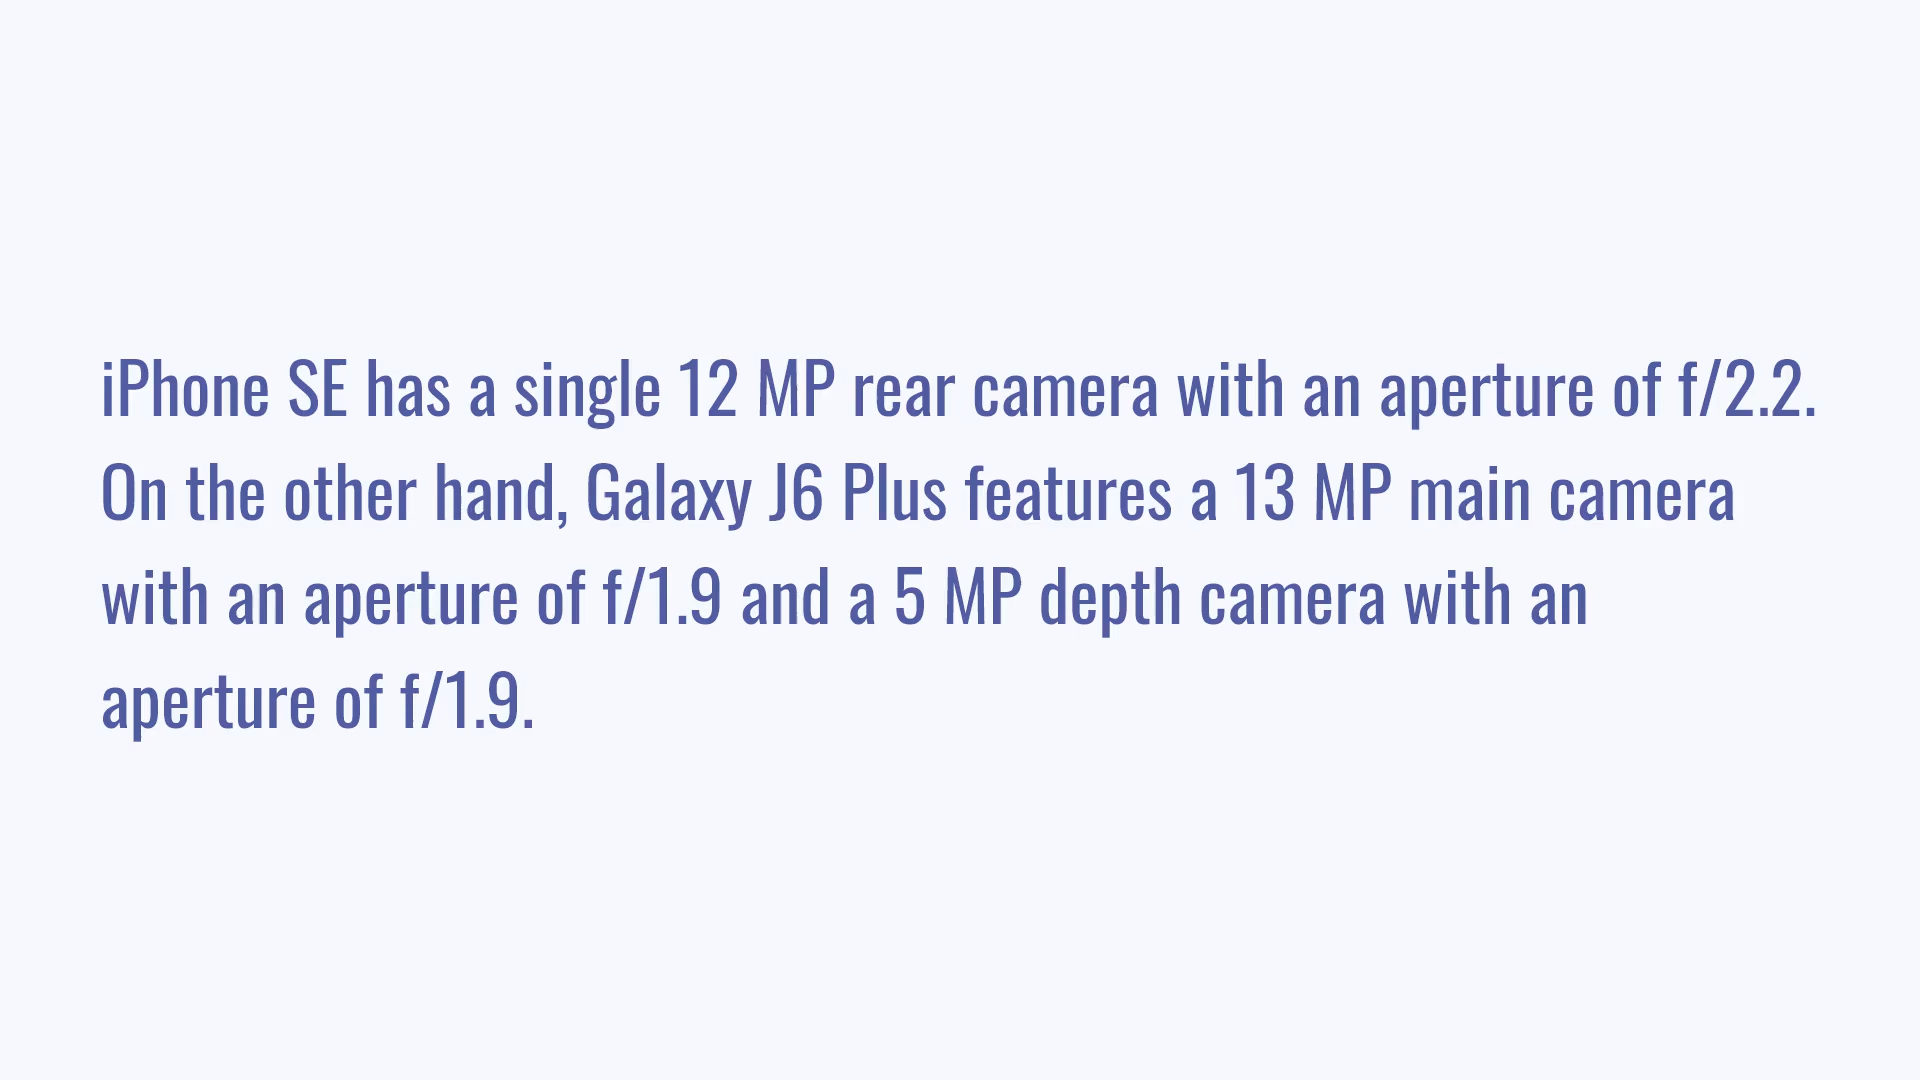 iPhone SE has a single 12 MP rear camera with an aperture of f/2.2.
On the other hand, Galaxy J6 Plus features a 13 MP main camera
with an aperture of f/1.9 and a 5 MP depth camera with an
aperture of f/1.9.